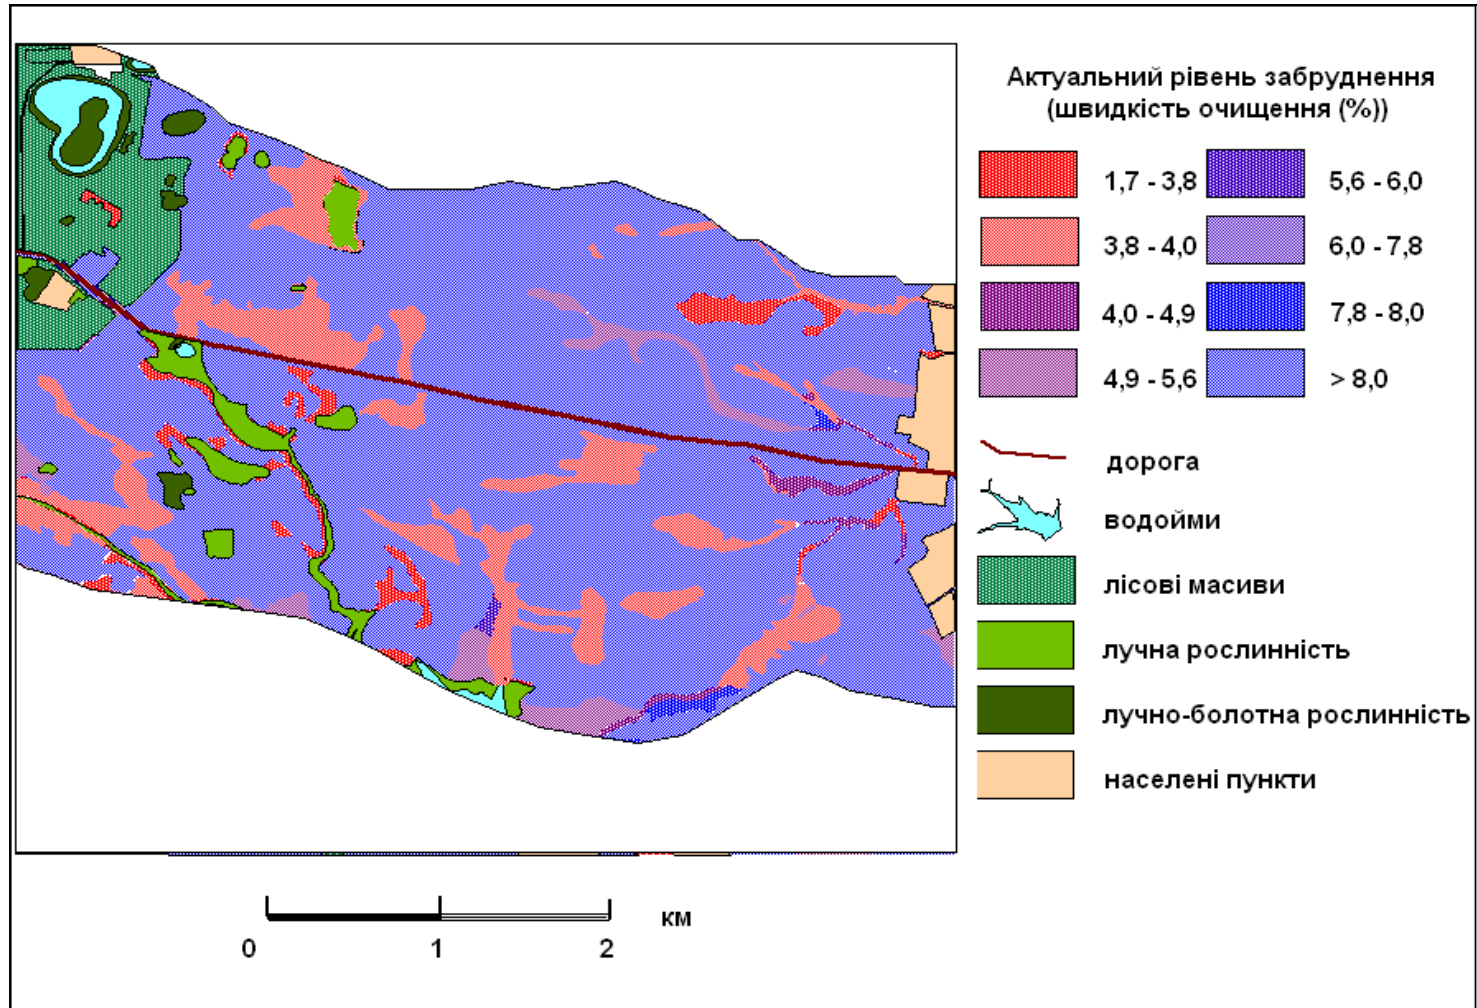 Актуальний рівень забруднення
(швидкість очищення (%))
1,7 - 3,8
5,6 - 6,0
3,8 - 4,0
6,0 - 7,8
4,0 - 4,9
7,8 - 8,0
4,9 - 5,6
> 8,0
дорога
водойми
лісові масиви
лучна рослинність
лучно-болотна рослинність
населені пункти
км
0 1 2